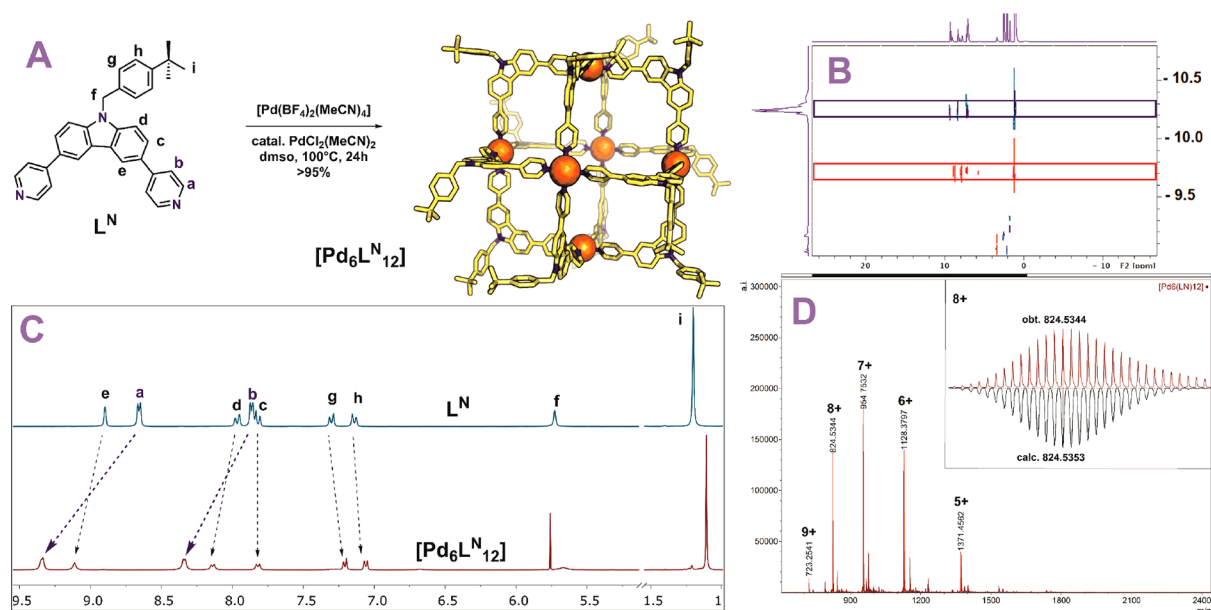 A
g
h
i
f
N
d
c
b
e
a
N
N
L^N
[Pd(BF₄)₂(MeCN)₄]
catal. PdCl₂(MeCN)₂
dmso, 100°C, 24h
>95%
[Pd₆L^N₁₂]
B
- 10.5
- 10.0
- 9.5
20
10
0
- 10
F2 [ppm]
C
i
e
a
d
b
c
g
h
L^N
f
[Pd₆L^N₁₂]
9.5
9.0
8.5
8.0
7.5
7.0
6.5
6.0
1.5
1
D
a.i.
300000
250000
200000
150000
100000
50000
0
9+
723.2541
8+
824.5344
7+
954.7532
6+
1128.3797
5+
1371.4562
8+
[Pd6(LN)12]
obt. 824.5344
calc. 824.5353
900
1200
1500
1800
2100
2400